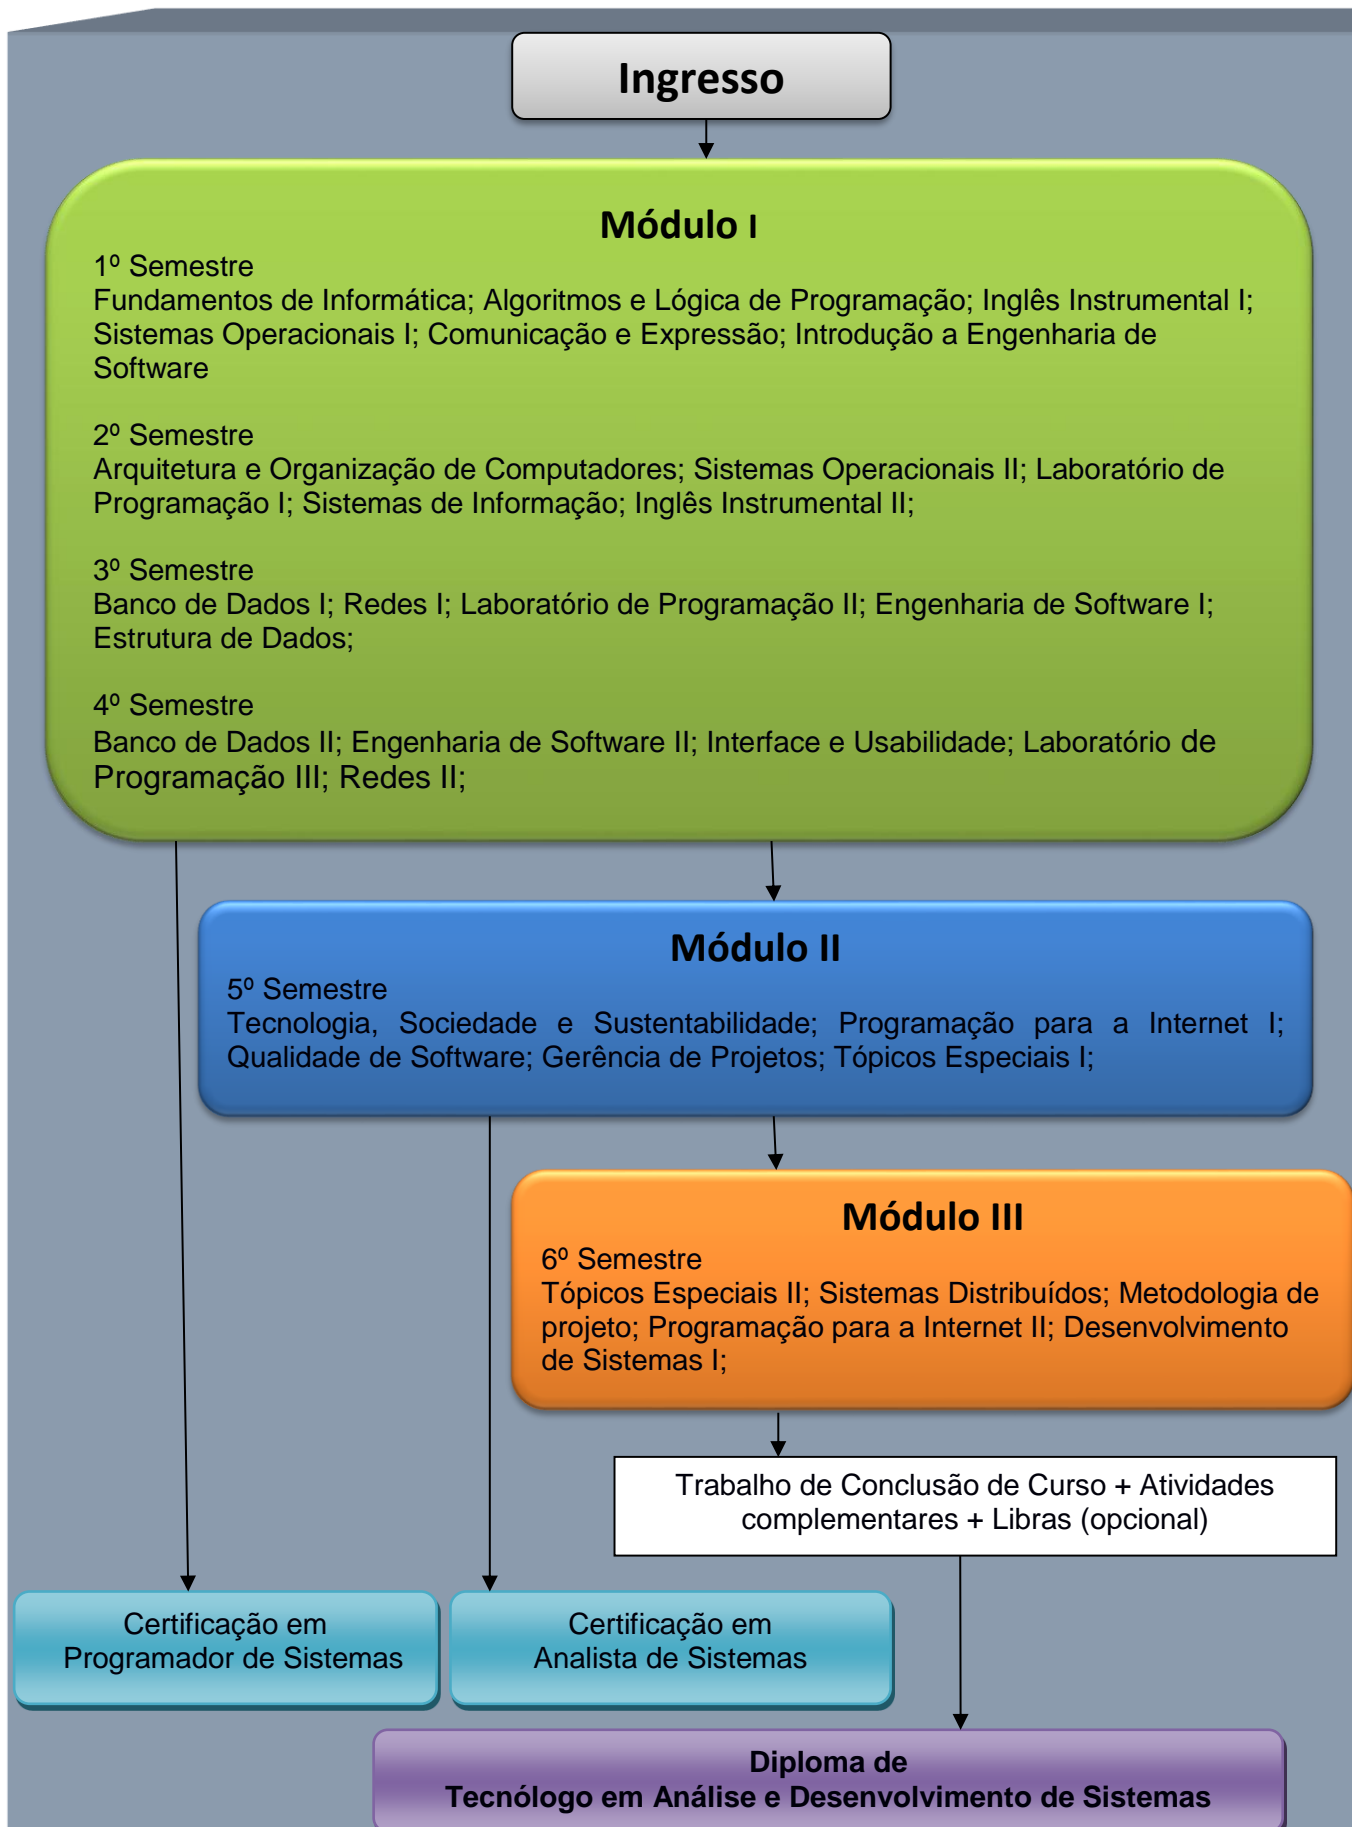 Ingresso
Módulo I
1º Semestre
Fundamentos de Informática; Algoritmos e Lógica de Programação; Inglês Instrumental I;
Sistemas Operacionais I; Comunicação e Expressão; Introdução a Engenharia de
Software
2º Semestre
Arquitetura e Organização de Computadores; Sistemas Operacionais II; Laboratório de
Programação I; Sistemas de Informação; Inglês Instrumental II;
3º Semestre
Banco de Dados I; Redes I; Laboratório de Programação II; Engenharia de Software I;
Estrutura de Dados;
4º Semestre
Banco de Dados II; Engenharia de Software II; Interface e Usabilidade; Laboratório de
Programação III; Redes II;
Módulo II
5º Semestre
Tecnologia, Sociedade e Sustentabilidade; Programação para a Internet I;
Qualidade de Software; Gerência de Projetos; Tópicos Especiais I;
Módulo III
6º Semestre
Tópicos Especiais II; Sistemas Distribuídos; Metodologia de
projeto; Programação para a Internet II; Desenvolvimento
de Sistemas I;
Trabalho de Conclusão de Curso + Atividades
complementares + Libras (opcional)
Certificação em
Programador de Sistemas
Certificação em
Analista de Sistemas
Diploma de
Tecnólogo em Análise e Desenvolvimento de Sistemas